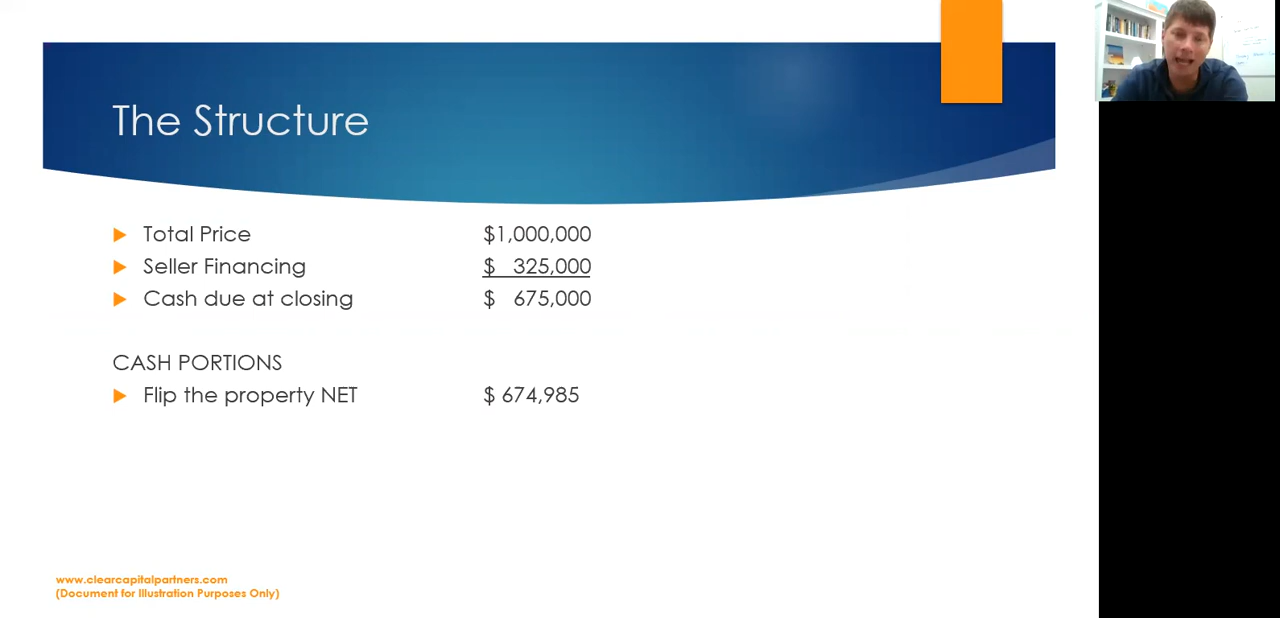 The Structure
Total Price $1,000,000
Seller Financing $ 325,000
Cash due at closing $ 675,000
CASH PORTIONS
Flip the property NET $ 674,985
www.clearcapitalpartners.com
(Document for Illustration Purposes Only)